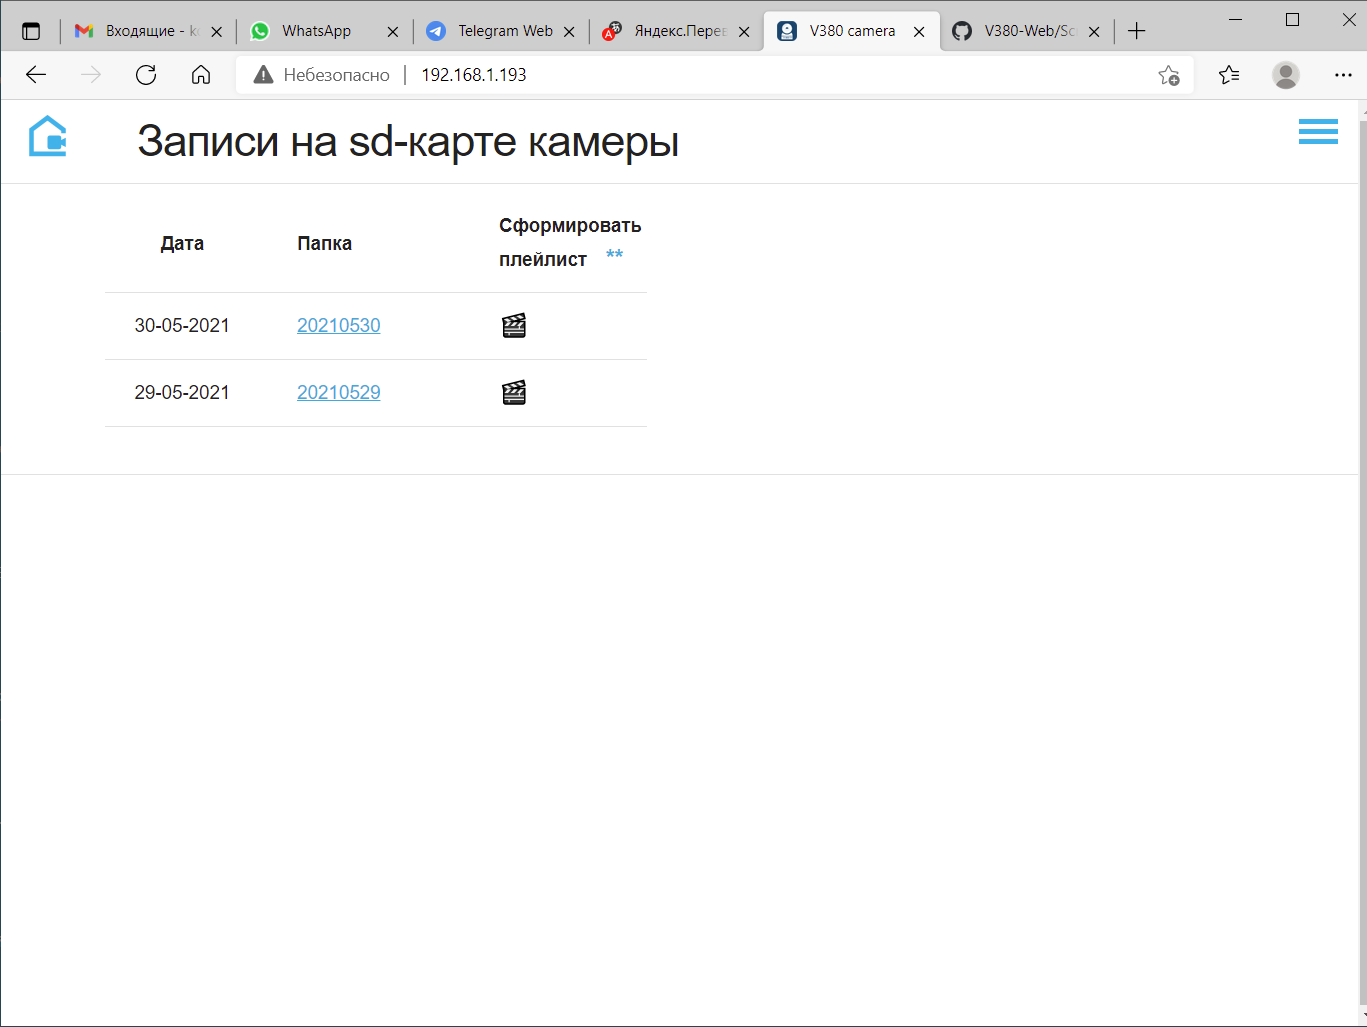 Входящие - ко
WhatsApp
Telegram Web
Яндекс.Перев
V380 camera
V380-Web/Sc
Небезопасно | 192.168.1.193
Записи на sd-карте камеры
Дата Папка Сформировать плейлист **
30-05-2021 20210530
29-05-2021 20210529